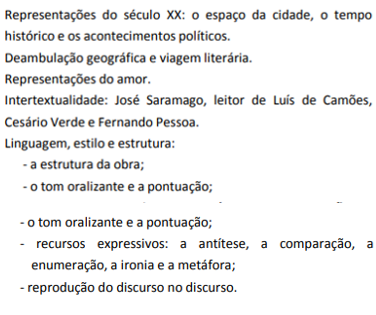 Representações do século XX: o espaço da cidade, o tempo
histórico e os acontecimentos políticos.
Deambulação geográfica e viagem literária.
Representações do amor.
Intertextualidade: José Saramago, leitor de Luís de Camões,
Cesário Verde e Fernando Pessoa.
Linguagem, estilo e estrutura:
- a estrutura da obra;
- o tom oralizante e a pontuação;
- o tom oralizante e a pontuação;
- recursos expressivos: a antítese, a comparação, a
enumeração, a ironia e a metáfora;
- reprodução do discurso no discurso.